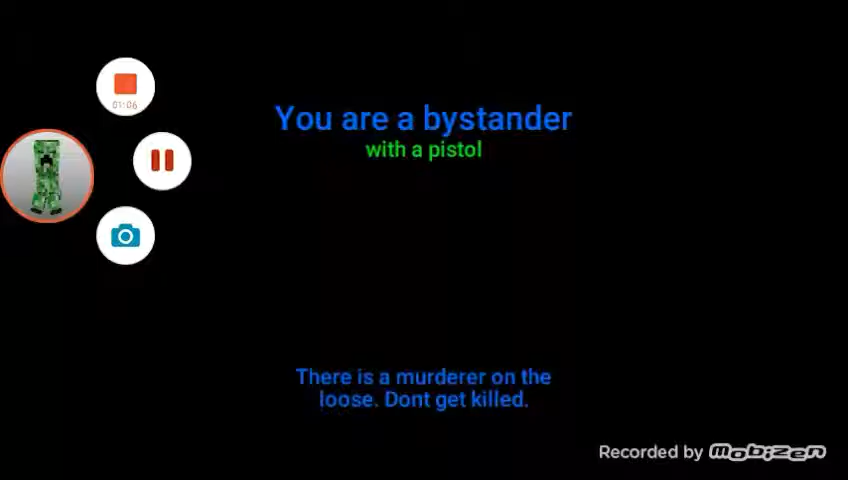 01:06
You are a bystander
with a pistol
There is a murderer on the
loose. Dont get killed.
Recorded by mobizen